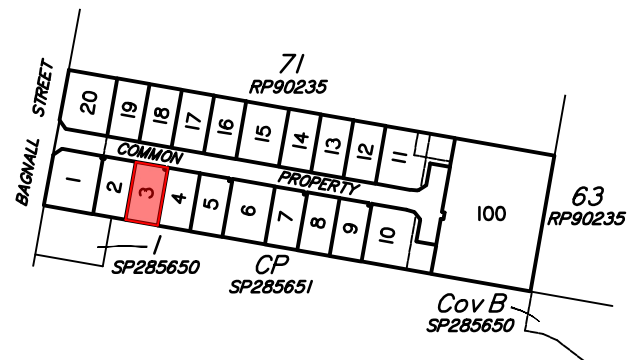 71
RP90235
BAGNALL STREET
20
19
18
17
16
15
14
13
12
11
COMMON PROPERTY
1
2
3
4
5
6
7
8
9
10
100
63
RP90235
1
SP285650
CP
SP285651
Cov B
SP285650